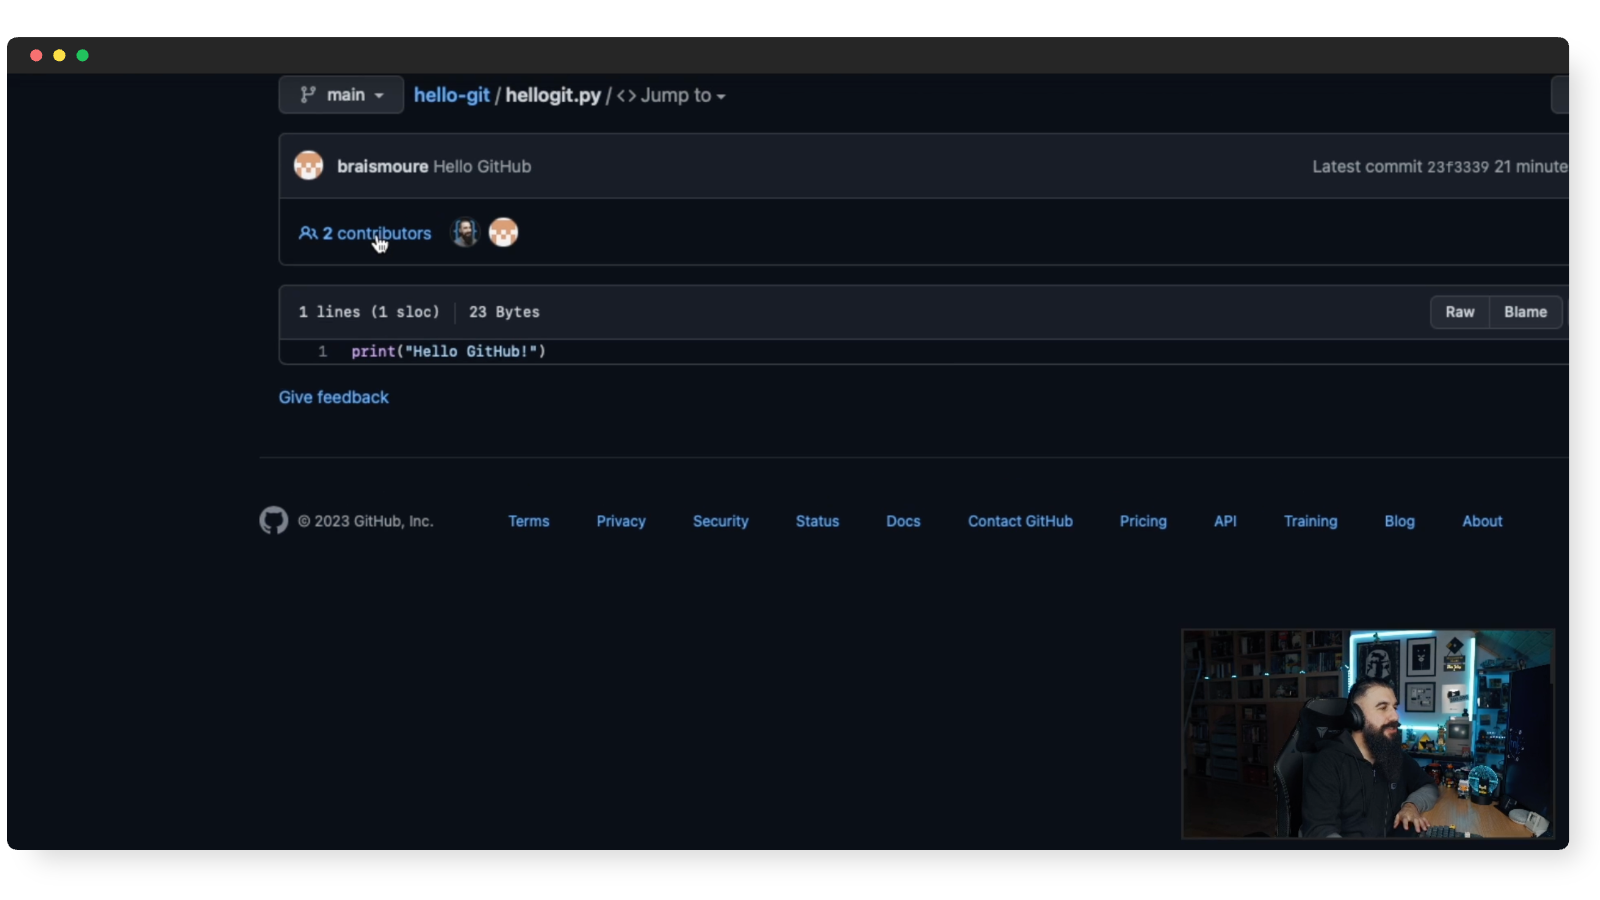 main
hello-git / hellogit.py / <> Jump to
braismoure Hello GitHub
Latest commit 23f3339 21 minute
2 contributors
1 lines (1 sloc) 23 Bytes
Raw Blame
1 print("Hello GitHub!")
Give feedback
© 2023 GitHub, Inc. Terms Privacy Security Status Docs Contact GitHub Pricing API Training Blog About